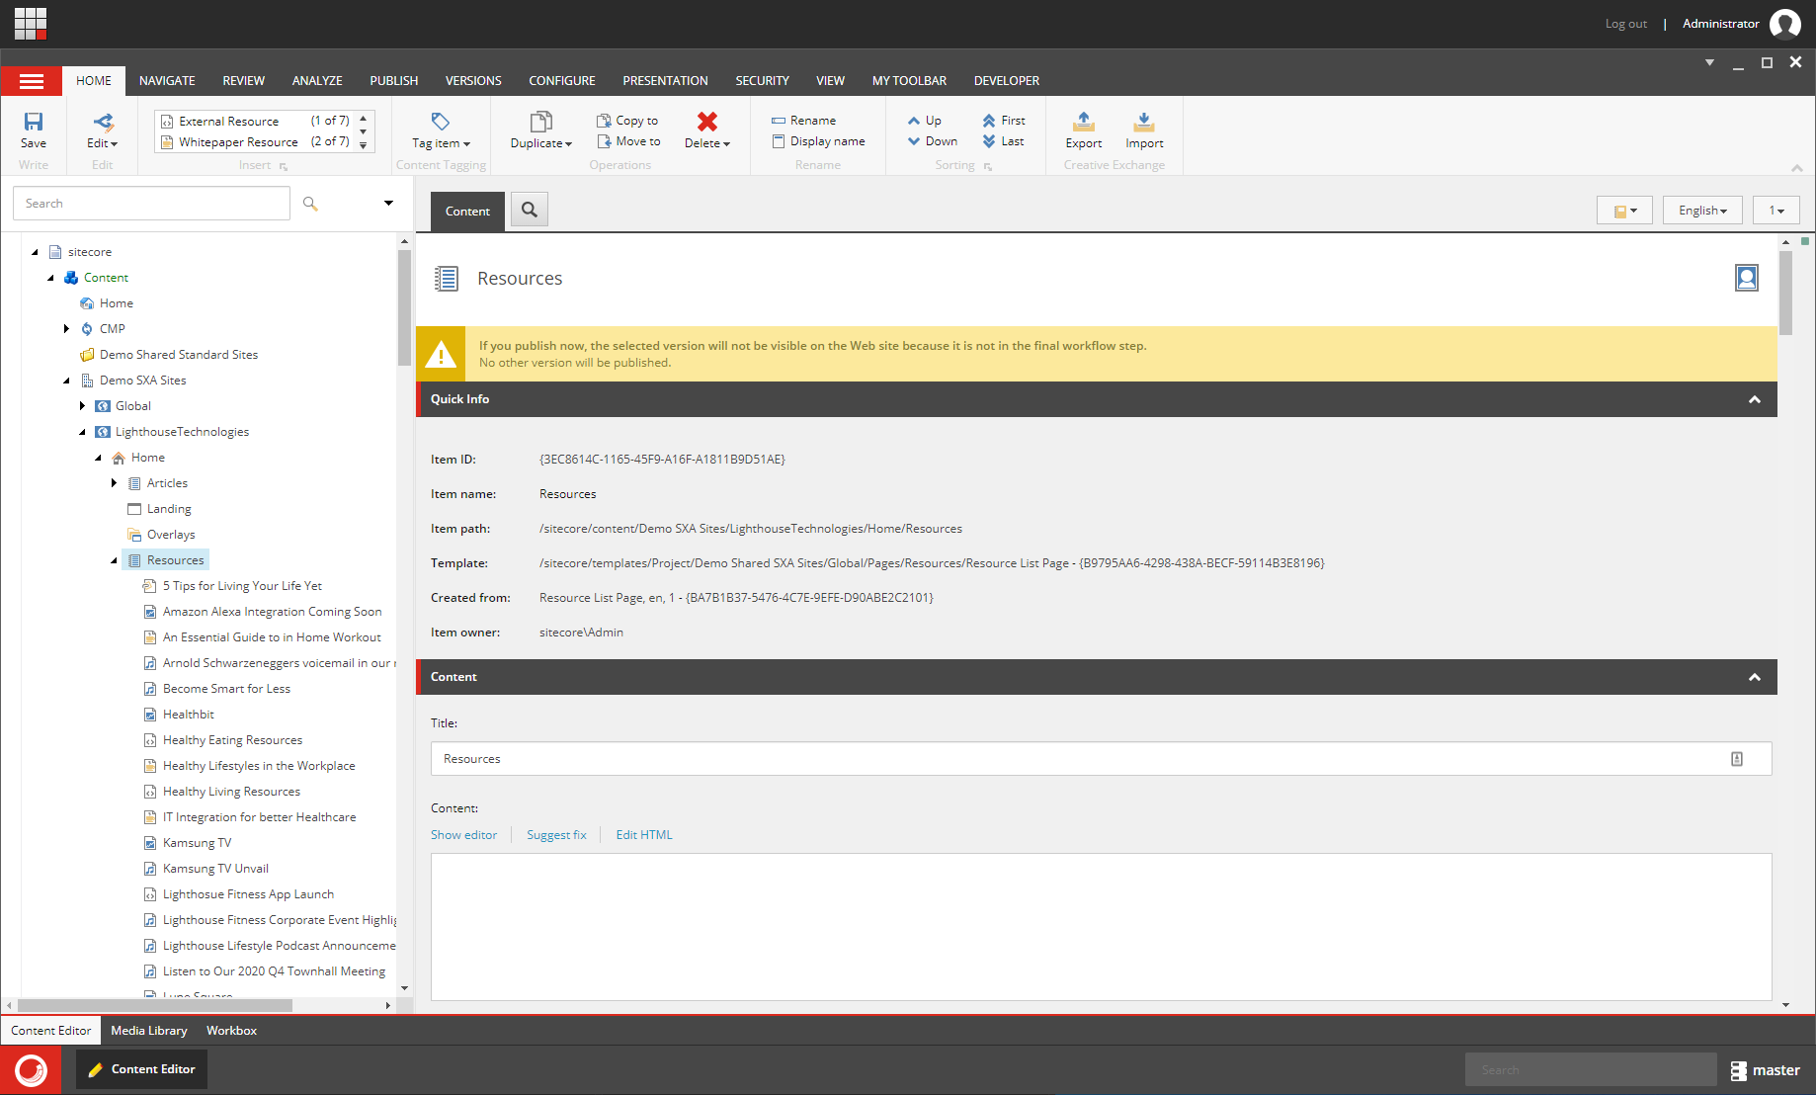 Log out | Administrator
HOME NAVIGATE REVIEW ANALYZE PUBLISH VERSIONS CONFIGURE PRESENTATION SECURITY VIEW MY TOOLBAR DEVELOPER
Save
Write
Edit
Edit
External Resource (1 of 7)
Whitepaper Resource (2 of 7)
Insert
Tag item
Content Tagging
Duplicate
Copy to
Move to
Delete
Operations
Rename
Display name
Rename
Up
Down
First
Last
Sorting
Export
Import
Creative Exchange
Search
sitecore
Content
Home
CMP
Demo Shared Standard Sites
Demo SXA Sites
Global
LighthouseTechnologies
Home
Articles
Landing
Overlays
Resources
5 Tips for Living Your Life Yet
Amazon Alexa Integration Coming Soon
An Essential Guide to in Home Workout
Arnold Schwarzeneggers voicemail in our
Become Smart for Less
Healthbit
Healthy Eating Resources
Healthy Lifestyles in the Workplace
Healthy Living Resources
IT Integration for better Healthcare
Kamsung TV
Kamsung TV Unvail
Lighthosue Fitness App Launch
Lighthouse Fitness Corporate Event Highlig
Lighthouse Lifestyle Podcast Announceme
Listen to Our 2020 Q4 Townhall Meeting
Content
English
1
Resources
If you publish now, the selected version will not be visible on the Web site because it is not in the final workflow step.
No other version will be published.
Quick Info
Item ID: {3EC8614C-1165-45F9-A16F-A1811B9D51AE}
Item name: Resources
Item path: /sitecore/content/Demo SXA Sites/LighthouseTechnologies/Home/Resources
Template: /sitecore/templates/Project/Demo Shared SXA Sites/Global/Pages/Resources/Resource List Page - {B9795AA6-4298-438A-BECF-59114B3E8196}
Created from: Resource List Page, en, 1 - {BA7B1B37-5476-4C7E-9EFE-D90ABE2C2101}
Item owner: sitecore\Admin
Content
Title:
Resources
Content:
Show editor | Suggest fix | Edit HTML
Content Editor Media Library Workbox
Content Editor
Search
master